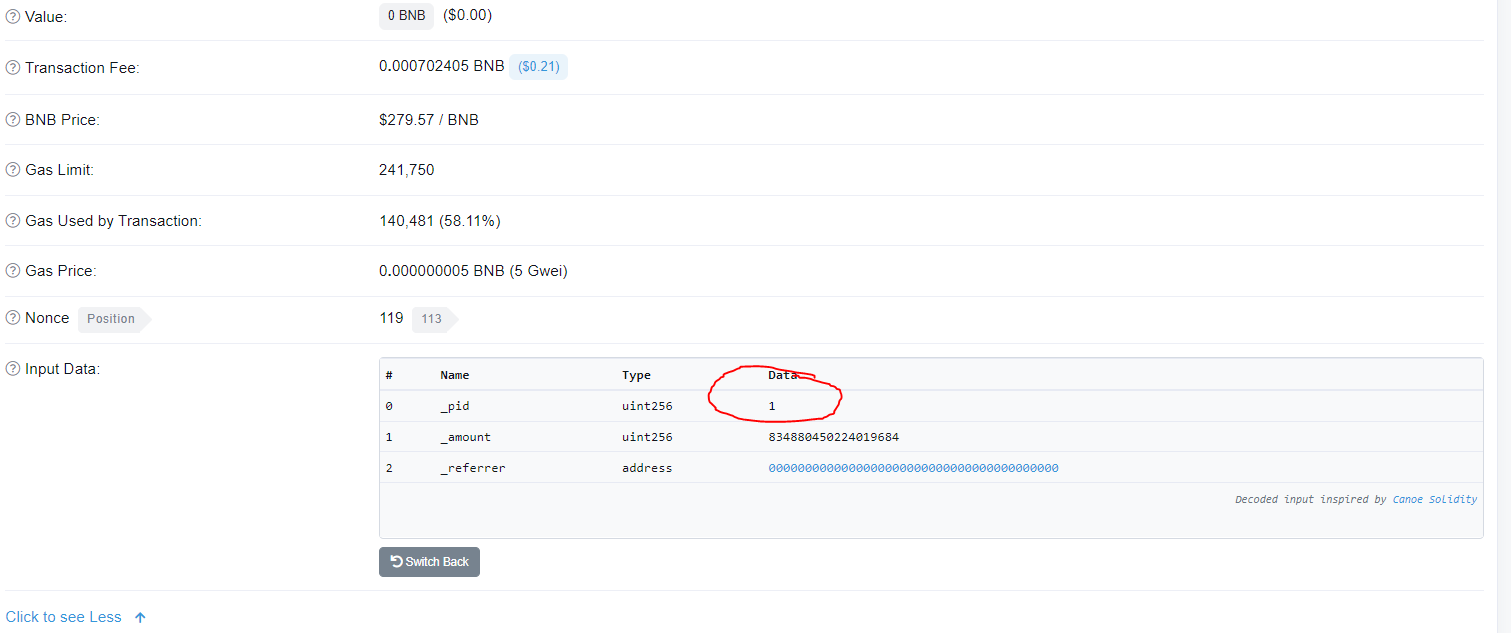 Value: 0 BNB ($0.00)
Transaction Fee: 0.000702405 BNB ($0.21)
BNB Price: $279.57 / BNB
Gas Limit: 241,750
Gas Used by Transaction: 140,481 (58.11%)
Gas Price: 0.000000005 BNB (5 Gwei)
Nonce Position 119 113
Input Data:
# Name Type Data
0 _pid uint256 1
1 _amount uint256 834880450224019684
2 _referrer address 0000000000000000000000000000000000000000
Decoded input inspired by Canoe Solidity
Switch Back
Click to see Less